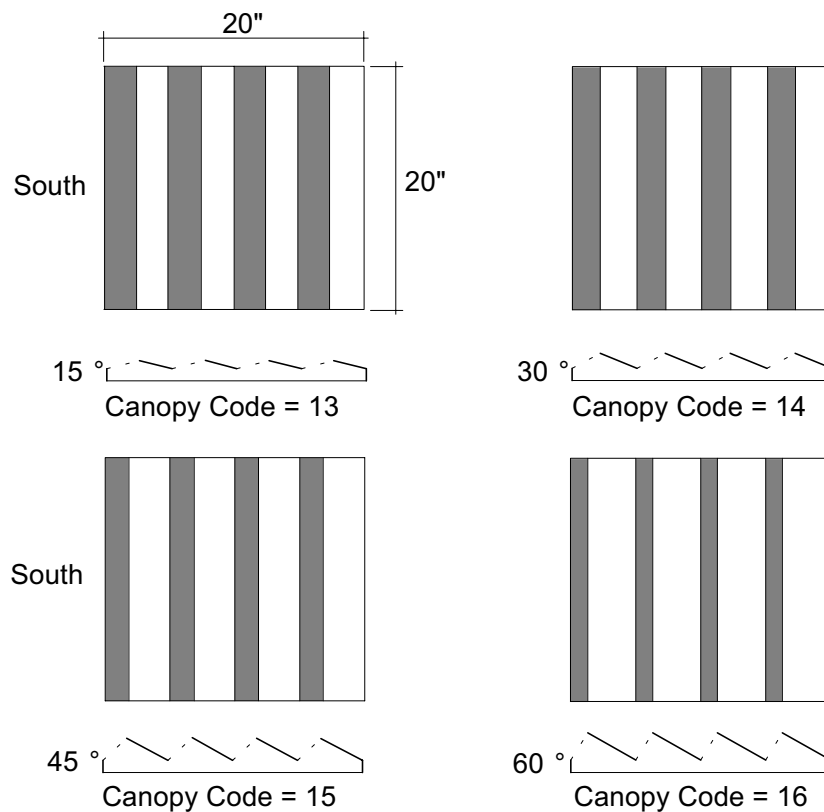 20"
South
20"
15 °
30 °
Canopy Code = 13
Canopy Code = 14
South
45 °
60 °
Canopy Code = 15
Canopy Code = 16